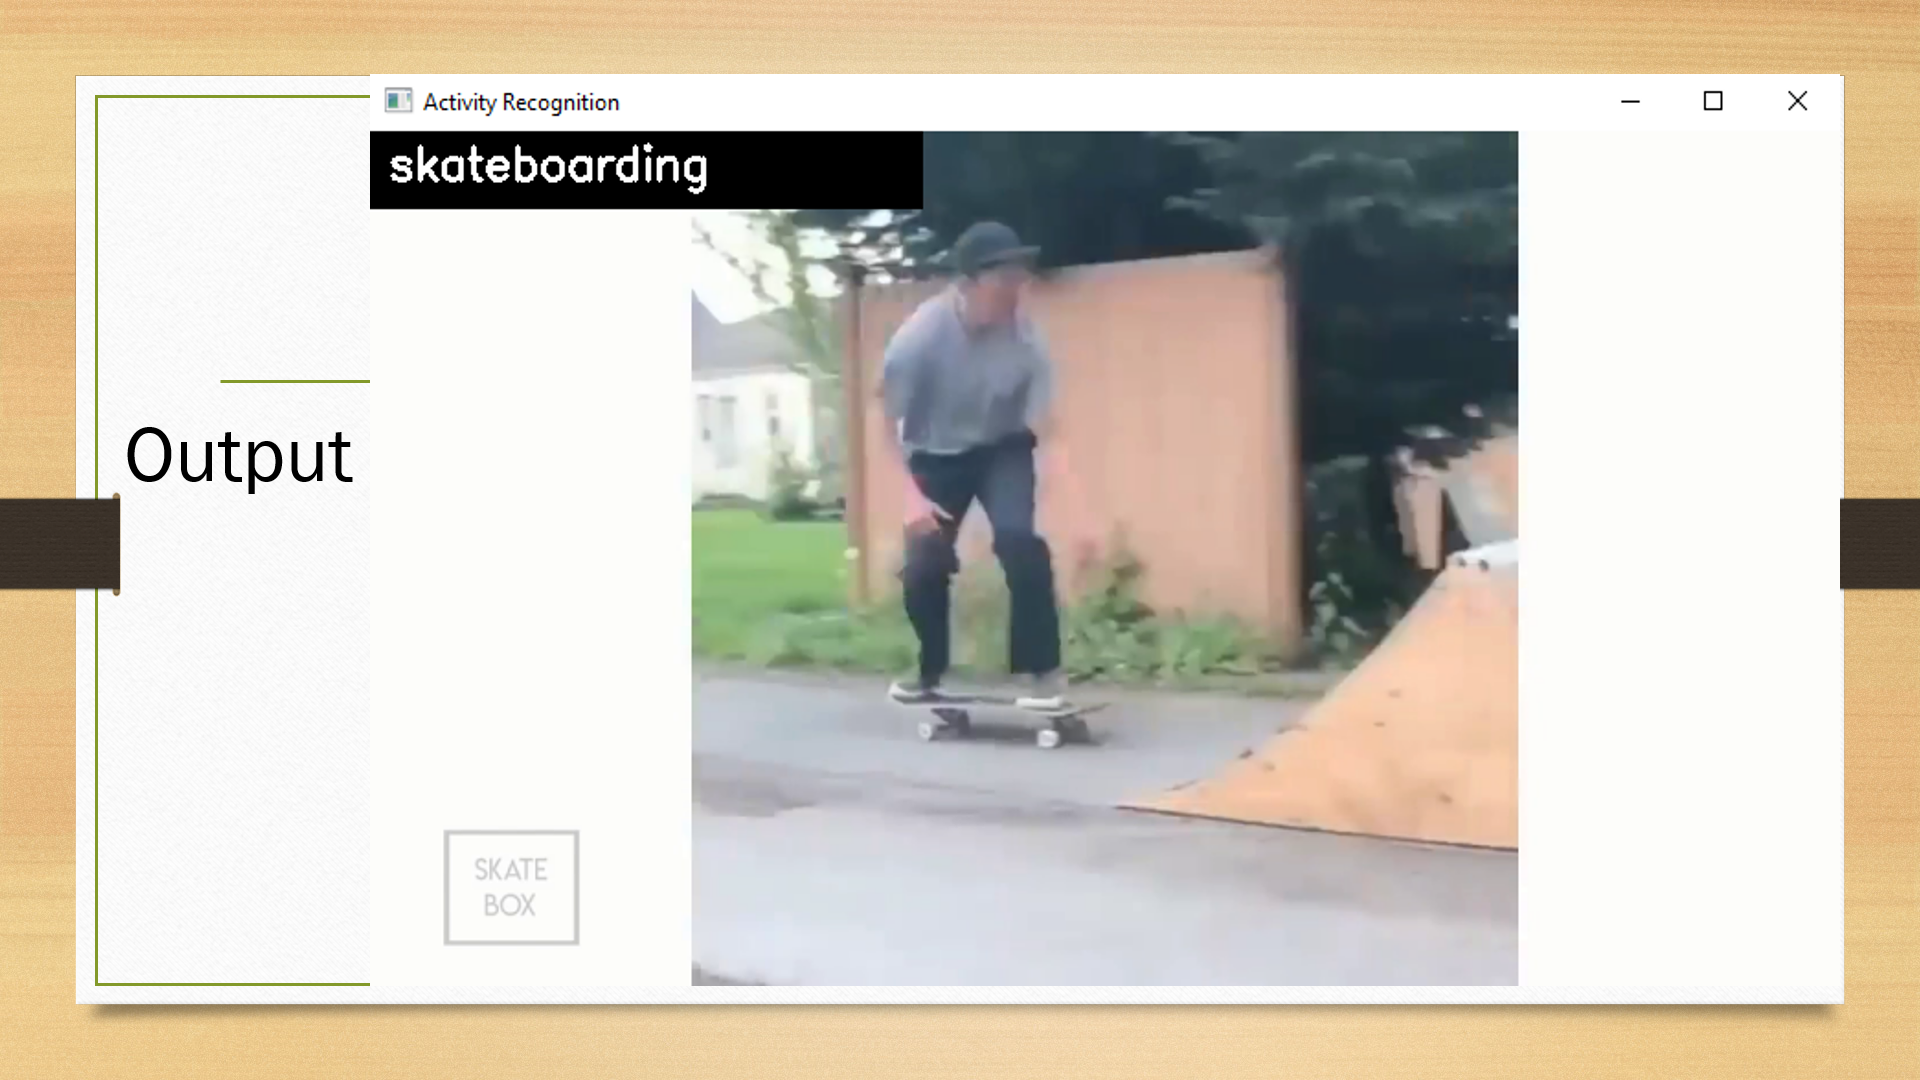 Activity Recognition
skateboarding
Output
SKATE
BOX